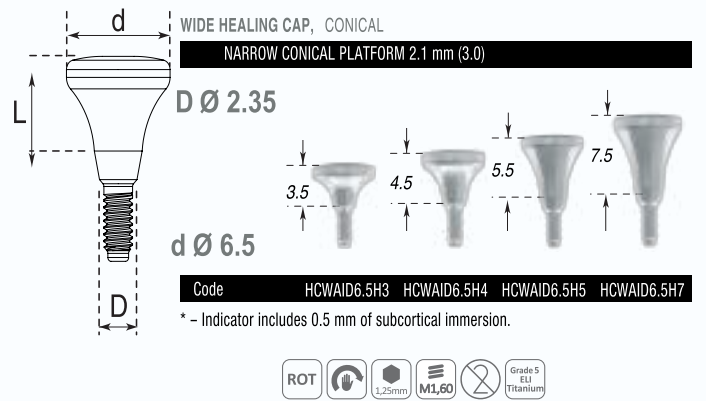 d
WIDE HEALING CAP, CONICAL
NARROW CONICAL PLATFORM 2.1 mm (3.0)
L
D Ø 2.35
3.5
4.5
5.5
7.5
d Ø 6.5
D
Code HCWAID6.5H3 HCWAID6.5H4 HCWAID6.5H5 HCWAID6.5H7
* – Indicator includes 0.5 mm of subcortical immersion.
ROT
1,25mm
M1,60
2
Grade 5
ELI
Titanium